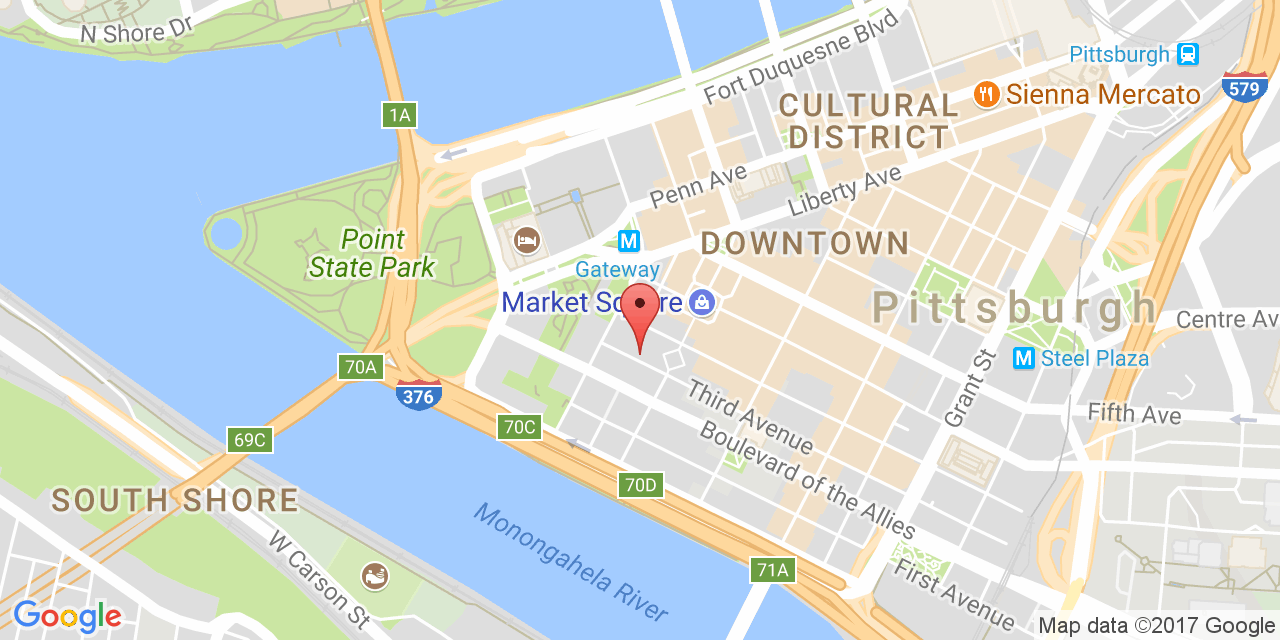 N Shore Dr
Fort Duquesne Blvd
Pittsburgh
579
Sienna Mercato
1A
CULTURAL
DISTRICT
Penn Ave
Liberty Ave
Point
State Park
M
Gateway
DOWNTOWN
Market Square
Pittsburgh
Centre Av
M Steel Plaza
70A
376
Grant St
Third Avenue
Fifth Ave
70C
69C
Boulevard of the Allies
70D
SOUTH SHORE
Monongahela River
W Carson St
71A
First Avenue
Google
Map data ©2017 Google